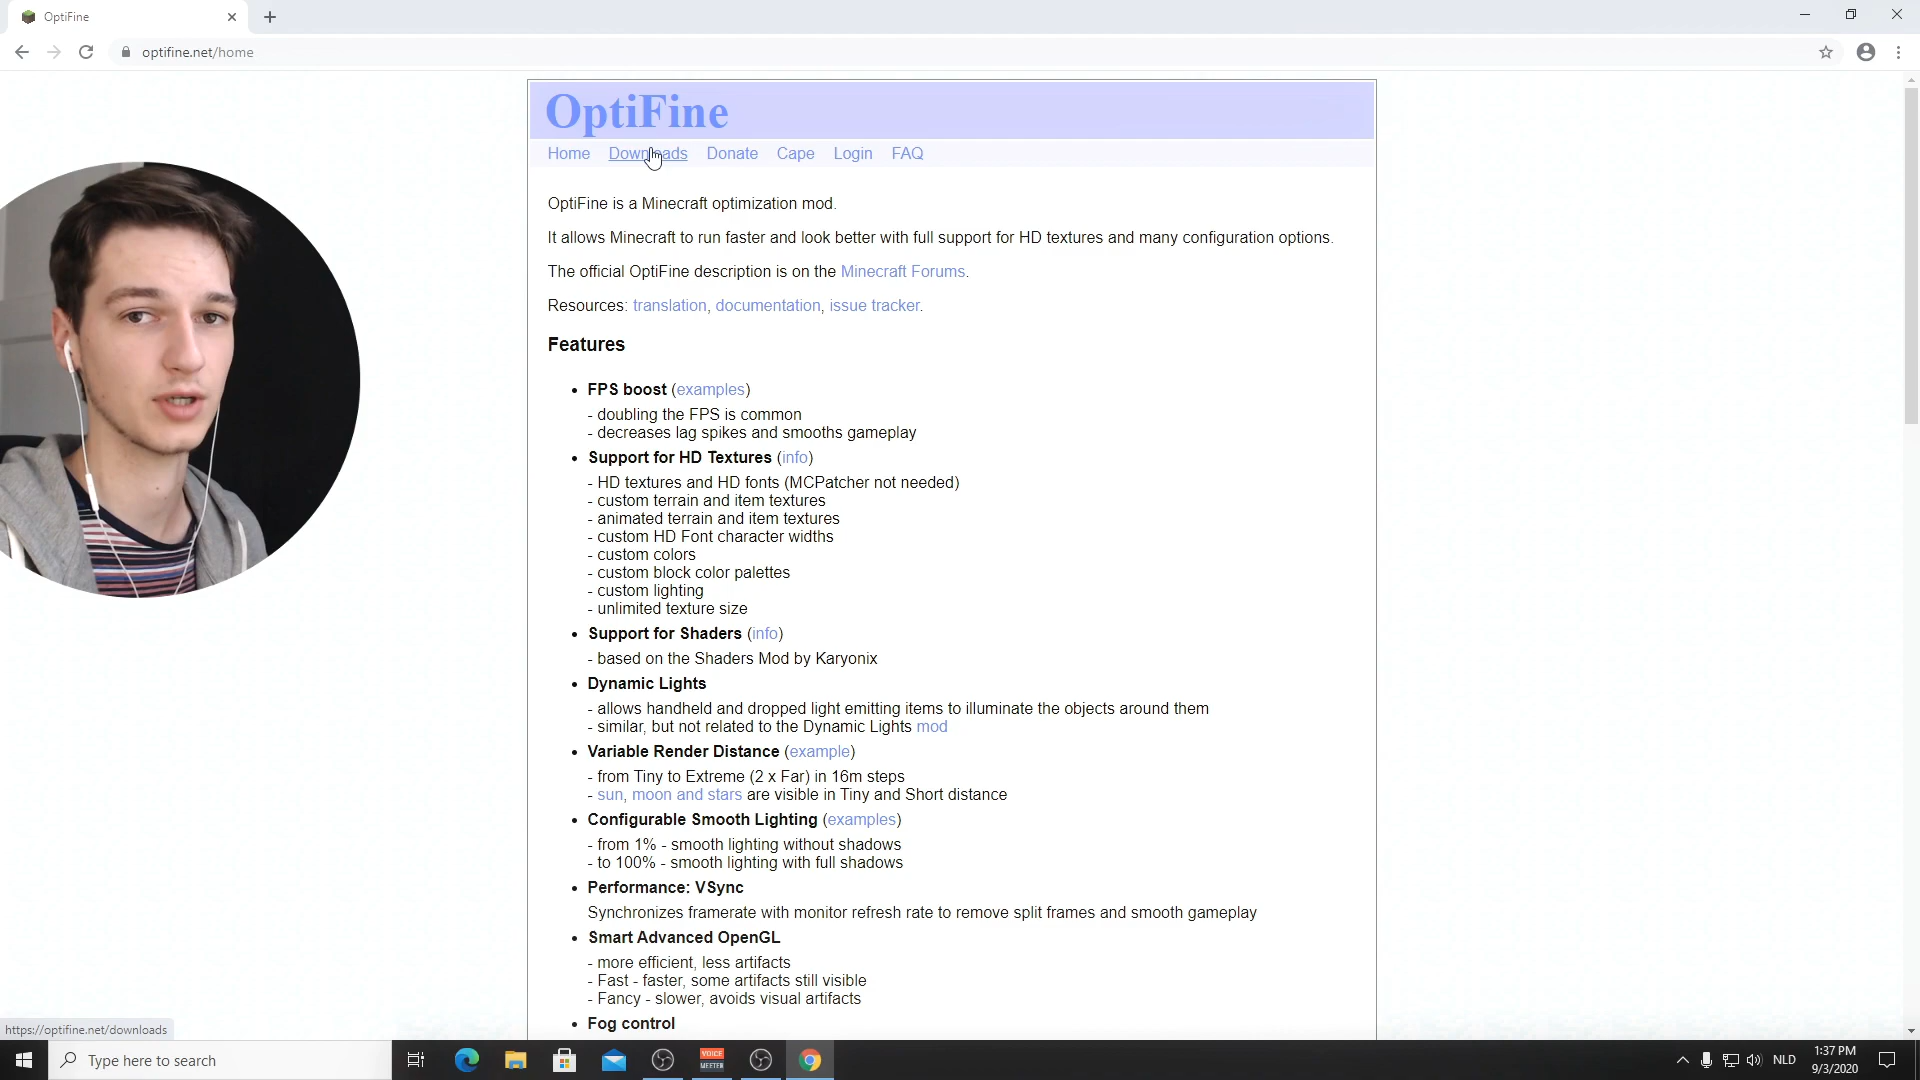 OptiFine
optifine.net/home
OptiFine
Home Downloads Donate Cape Login FAQ
OptiFine is a Minecraft optimization mod.
It allows Minecraft to run faster and look better with full support for HD textures and many configuration options.
The official OptiFine description is on the Minecraft Forums.
Resources: translation, documentation, issue tracker.
Features
• FPS boost (examples)
- doubling the FPS is common
- decreases lag spikes and smooths gameplay
• Support for HD Textures (info)
- HD textures and HD fonts (MCPatcher not needed)
- custom terrain and item textures
- animated terrain and item textures
- custom HD Font character widths
- custom colors
- custom block color palettes
- custom lighting
- unlimited texture size
• Support for Shaders (info)
- based on the Shaders Mod by Karyonix
• Dynamic Lights
- allows handheld and dropped light emitting items to illuminate the objects around them
- similar, but not related to the Dynamic Lights mod
• Variable Render Distance (example)
- from Tiny to Extreme (2 x Far) in 16m steps
- sun, moon and stars are visible in Tiny and Short distance
• Configurable Smooth Lighting (examples)
- from 1% - smooth lighting without shadows
- to 100% - smooth lighting with full shadows
• Performance: VSync
Synchronizes framerate with monitor refresh rate to remove split frames and smooth gameplay
• Smart Advanced OpenGL
- more efficient, less artifacts
- Fast - faster, some artifacts still visible
- Fancy - slower, avoids visual artifacts
• Fog control
https://optifine.net/downloads
Type here to search
VOICE
MEETER
NLD
1:37 PM
9/3/2020